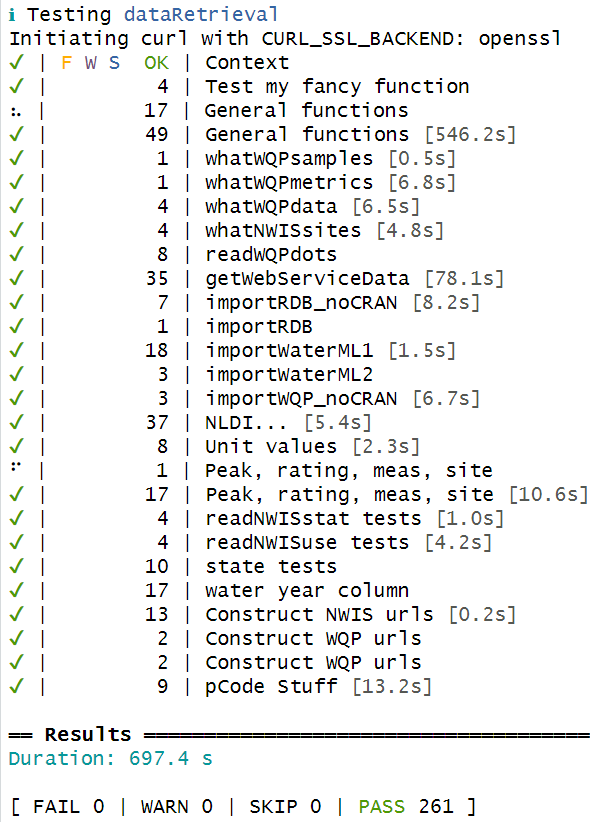 ℹ Testing dataRetrieval
Initiating curl with CURL_SSL_BACKEND: openssl
✓ | F W S  OK | Context
✓ |         4 | Test my fancy function
⠦ |        17 | General functions
✓ |        49 | General functions [546.2s]
✓ |         1 | whatWQPsamples [0.5s]
✓ |         1 | whatWQPmetrics [6.8s]
✓ |         4 | whatWQPdata [6.5s]
✓ |         4 | whatNWISsites [4.8s]
✓ |         8 | readWQPdots
✓ |        35 | getWebServiceData [78.1s]
✓ |         7 | importRDB_noCRAN [8.2s]
✓ |         1 | importRDB
✓ |        18 | importWaterML1 [1.5s]
✓ |         3 | importWaterML2
✓ |         3 | importWQP_noCRAN [6.7s]
✓ |        37 | NLDI... [5.4s]
✓ |         8 | Unit values [2.3s]
⠋ |         1 | Peak, rating, meas, site
✓ |        17 | Peak, rating, meas, site [10.6s]
✓ |         4 | readNWISstat tests [1.0s]
✓ |         4 | readNWISuse tests [4.2s]
✓ |        10 | state tests
✓ |        17 | water year column
✓ |        13 | Construct NWIS urls [0.2s]
✓ |         2 | Construct WQP urls
✓ |         2 | Construct WQP urls
✓ |         9 | pCode Stuff [13.2s]
══ Results ═════════════════════════════════════
Duration: 697.4 s
[ FAIL 0 | WARN 0 | SKIP 0 | PASS 261 ]